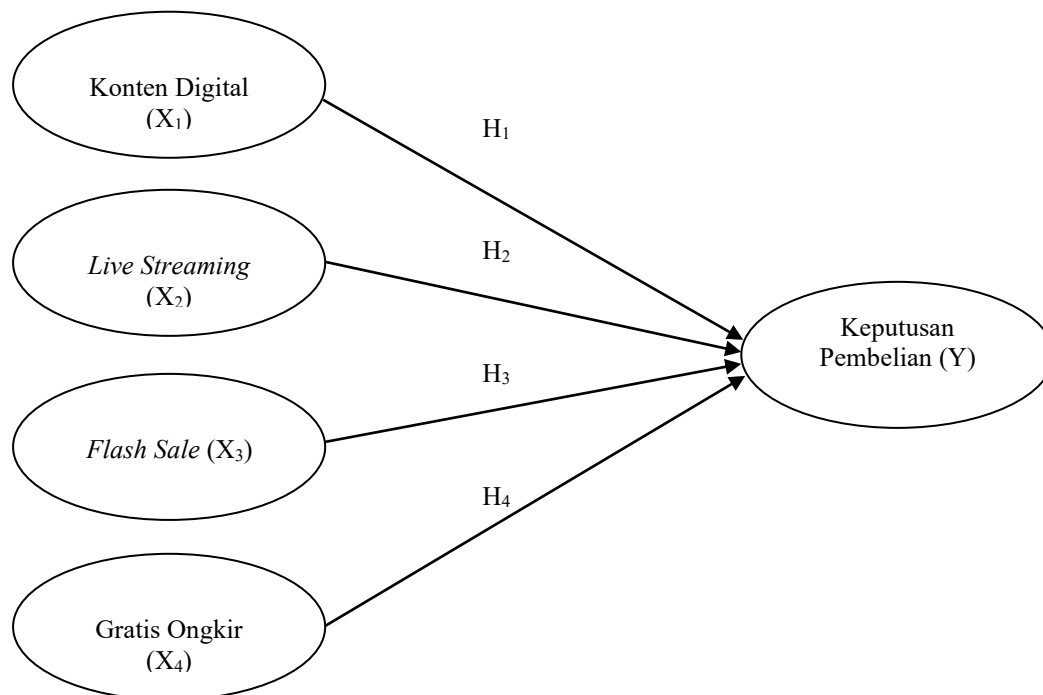 Konten Digital
(X₁)
H₁
Live Streaming
(X₂)
H₂
Keputusan
Pembelian (Y)
H₃
Flash Sale (X₃)
H₄
Gratis Ongkir
(X₄)